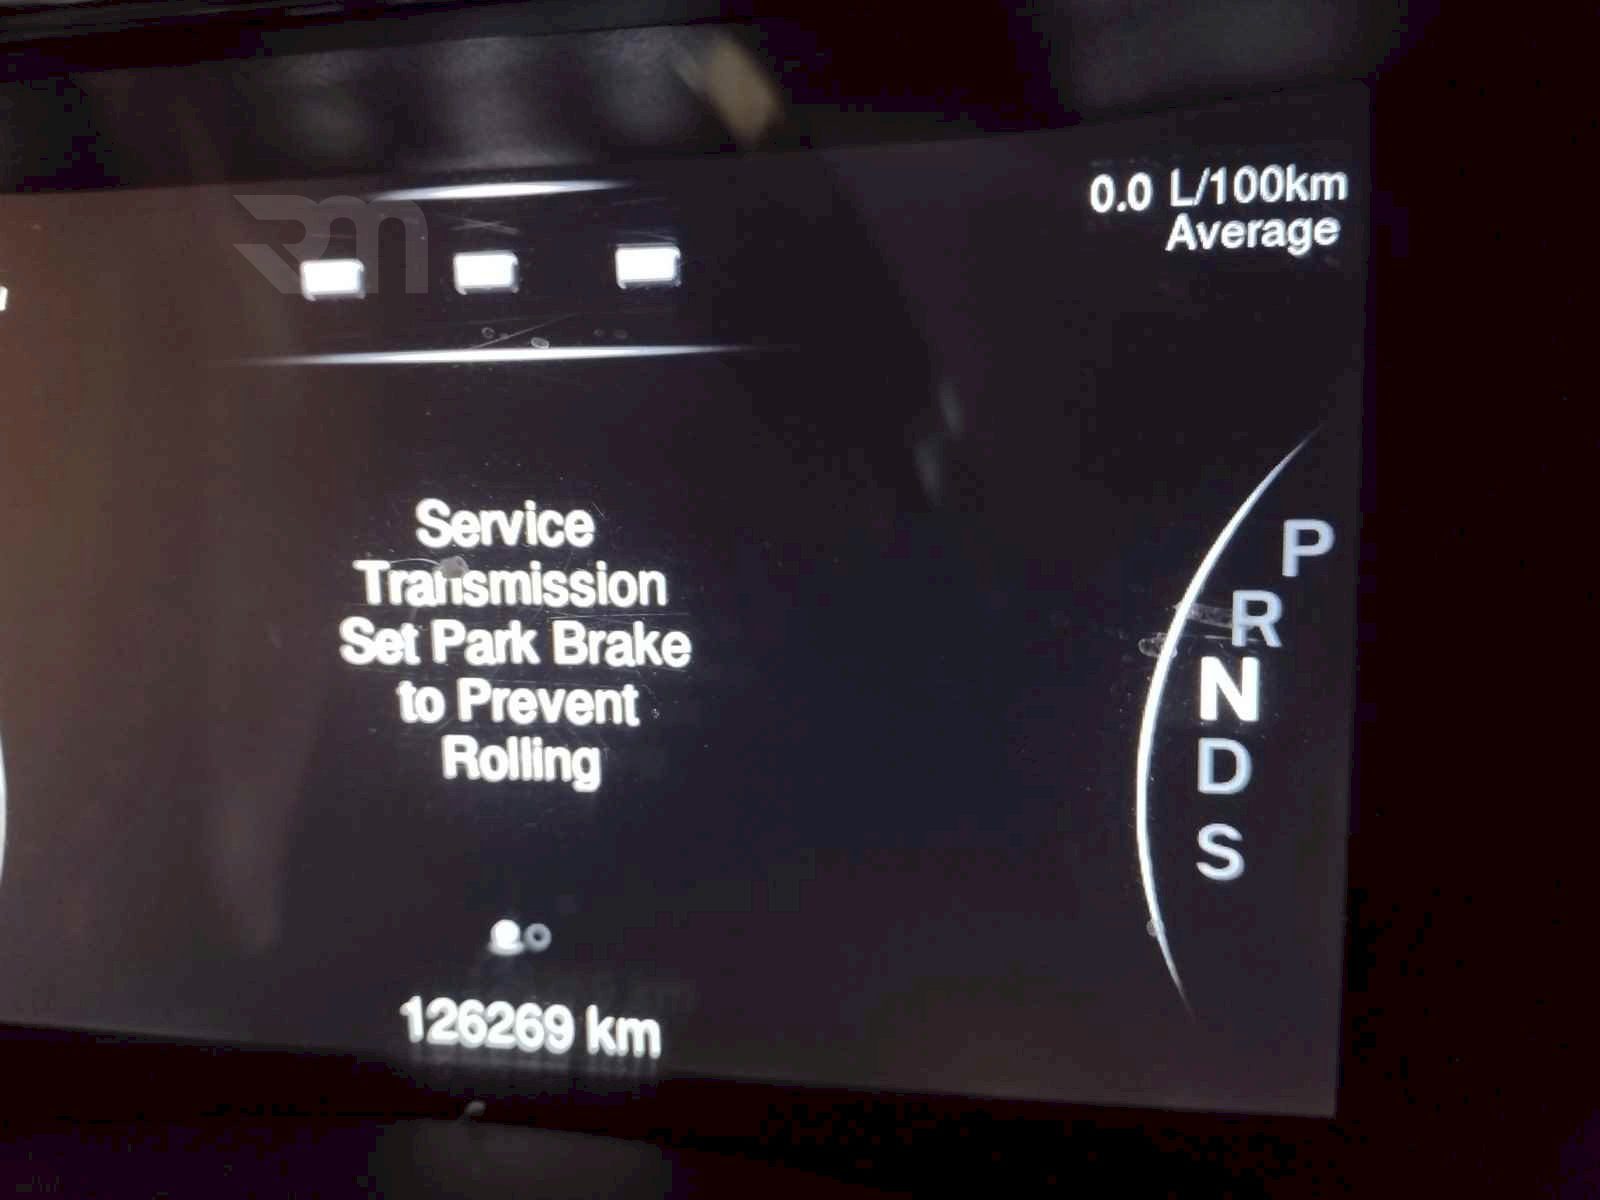 0.0 L/100km
Average
Service
Transmission
Set Park Brake
to Prevent
Rolling
P
R
N
D
S
126269 km